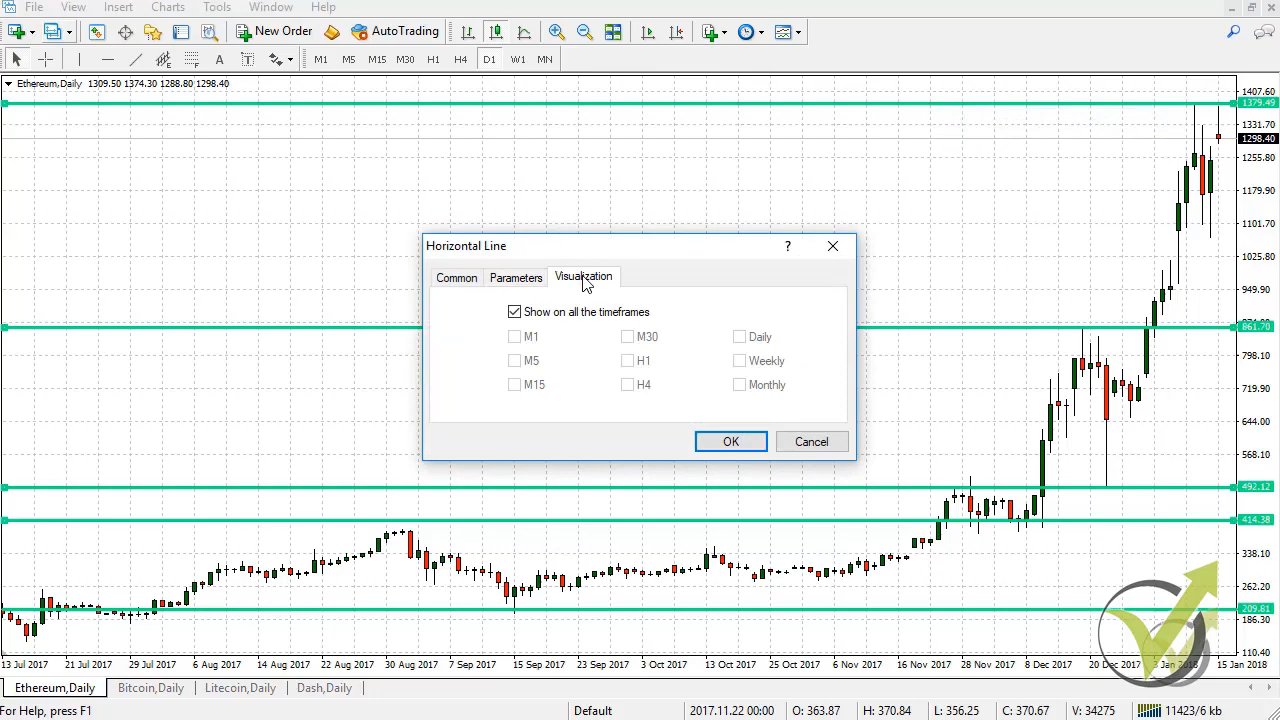 File View Insert Charts Tools Window Help
New Order AutoTrading
A T M1 M5 M15 M30 H1 H4 D1 W1 MN
Ethereum,Daily 1309.50 1374.30 1288.80 1298.40
1407.60
1379.49
1331.70
1298.40
1255.80
1179.90
1101.70
1025.80
949.90
861.70
798.10
719.90
644.00
568.10
492.12
414.38
338.10
262.20
209.81
186.30
110.40
Horizontal Line ?
Common Parameters Visualization
Show on all the timeframes
M1 M30 Daily
M5 H1 Weekly
M15 H4 Monthly
OK Cancel
13 Jul 2017 21 Jul 2017 29 Jul 2017 6 Aug 2017 14 Aug 2017 22 Aug 2017 30 Aug 2017 7 Sep 2017 15 Sep 2017 23 Sep 2017 3 Oct 2017 13 Oct 2017 25 Oct 2017 6 Nov 2017 16 Nov 2017 28 Nov 2017 8 Dec 2017 20 Dec 2017 3 Jan 2018 15 Jan 2018
Ethereum,Daily Bitcoin,Daily Litecoin,Daily Dash,Daily
For Help, press F1 Default 2017.11.22 00:00 O: 363.87 H: 370.84 L: 356.25 C: 370.67 V: 34275 11423/6 kb